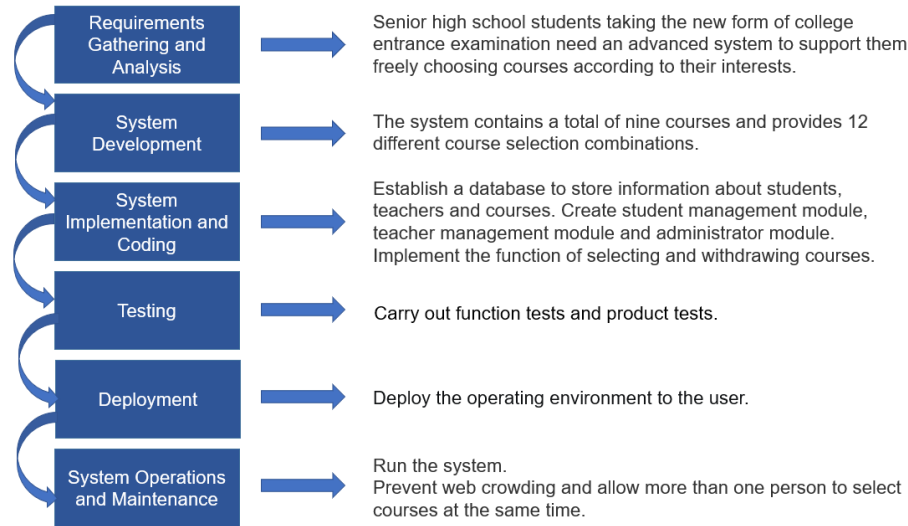 Requirements
Gathering and
Analysis
Senior high school students taking the new form of college
entrance examination need an advanced system to support them
freely choosing courses according to their interests.
System
Development
The system contains a total of nine courses and provides 12
different course selection combinations.
System
Implementation and
Coding
Establish a database to store information about students,
teachers and courses. Create student management module,
teacher management module and administrator module.
Implement the function of selecting and withdrawing courses.
Testing
Carry out function tests and product tests.
Deployment
Deploy the operating environment to the user.
System Operations
and Maintenance
Run the system.
Prevent web crowding and allow more than one person to select
courses at the same time.